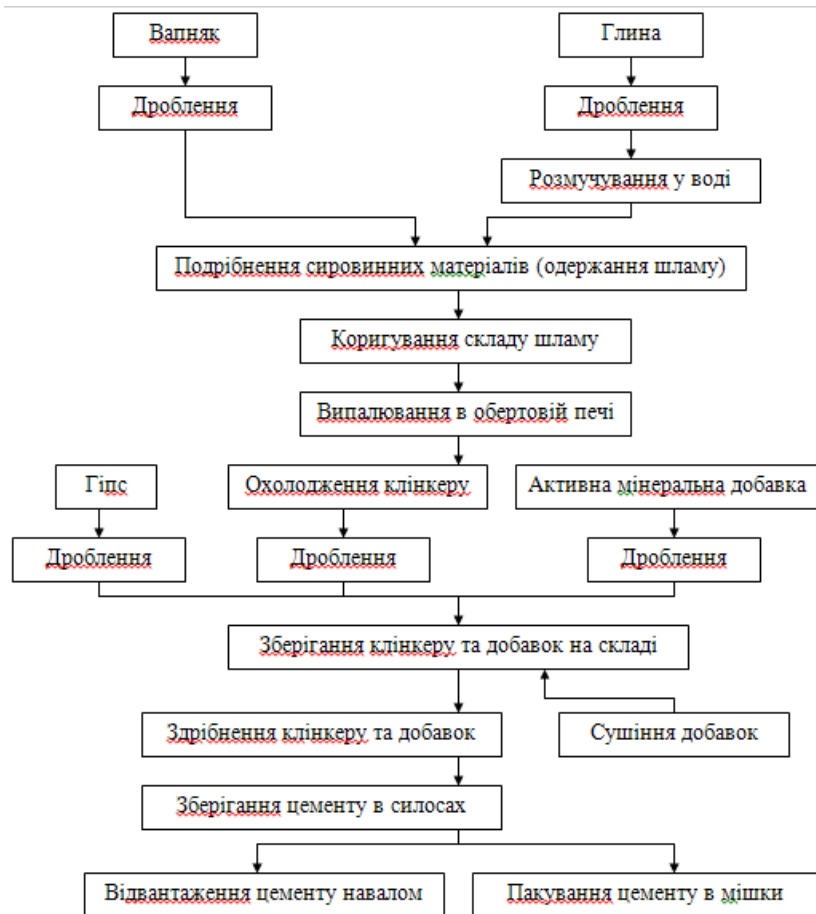 Вапняк
Глина
Дроблення
Дроблення
Розмучування у воді
Подрібнення сировинних матеріалів (одержання шламу)
Коригування складу шламу
Випалювання в обертовій печі
Гіпс
Охолодження клінкеру
Активна мінеральна добавка
Дроблення
Дроблення
Дроблення
Зберігання клінкеру та добавок на складі
Здрібнення клінкеру та добавок
Сушіння добавок
Зберігання цементу в силосах
Відвантаження цементу навалом
Пакування цементу в мішки